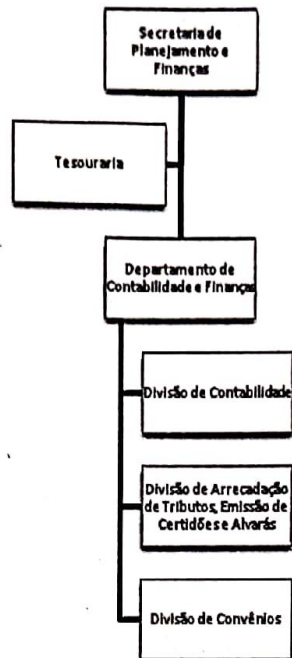 Secretaria de
Planejamento e
Finanças
Tesouraria
Departamento de
Contabilidade e Finanças
Divisão de Contabilidade
Divisão de Arrecadação
de Tributos, Emissão de
Certidões e Alvarás
Divisão de Convênios